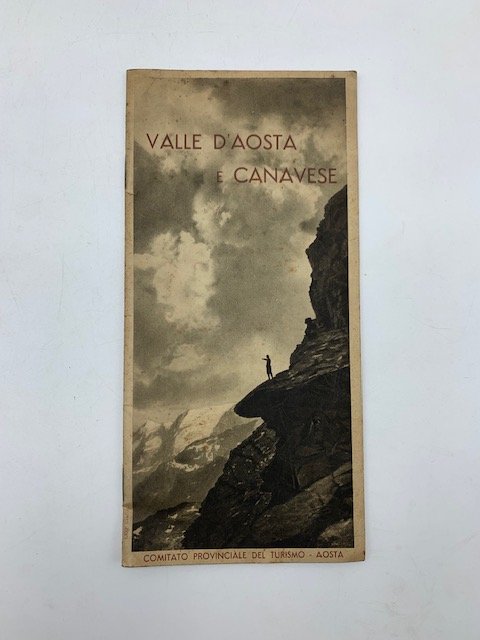 VALLE D'AOSTA
E CANAVESE
COMITATO PROVINCIALE DEL TURISMO - AOSTA